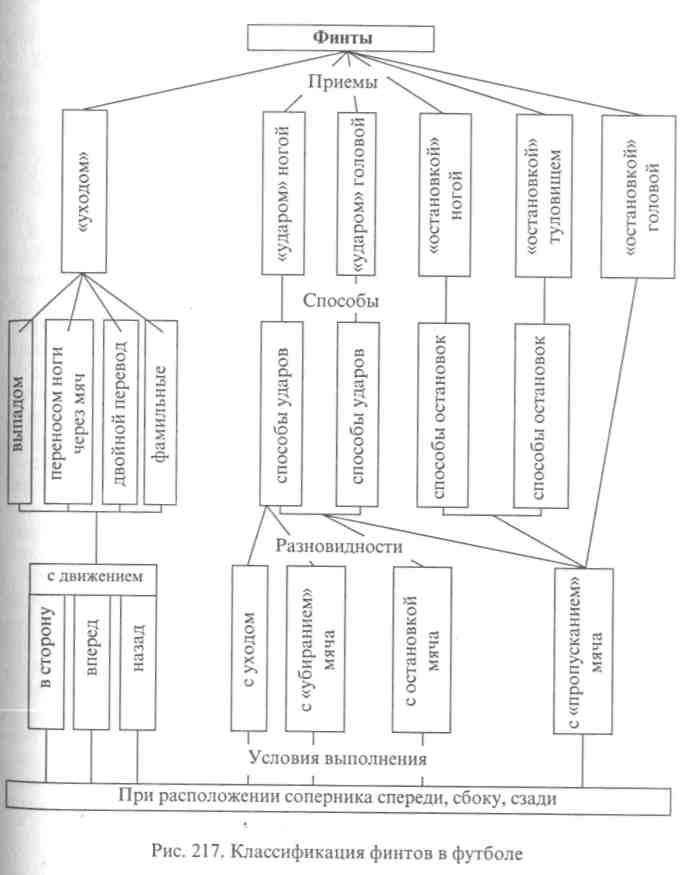 Финты
Приемы
«уходом»
«ударом» ногой
«ударом» головой
«остановкой»
ногой
«остановкой»
туловищем
«остановкой»
головой
Способы
выпадом
переносом ноги
через мяч
двойной перевод
фамильные
способы ударов
способы ударов
способы остановок
способы остановок
Разновидности
с движением
в сторону
вперед
назад
с уходом
с «убиранием»
мяча
с остановкой
мяча
с «пропусканием»
мяча
Условия выполнения
При расположении соперника спереди, сбоку, сзади
Рис. 217. Классификация финтов в футболе